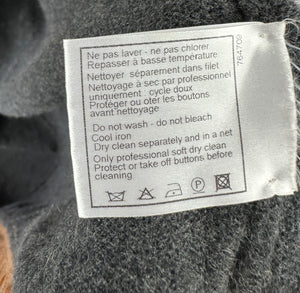 Ne pas laver - ne pas chlorer
Repasser à basse température
Nettoyer séparement dans filet
Nettoyage à sec par professionnel
uniquement : cycle doux
Protéger ou oter les boutons
avant nettoyage
Do not wash - do not bleach
Cool iron
Dry clean separately and in net
Only professional soft dry clean
Protect or take off buttons before
cleaning
P